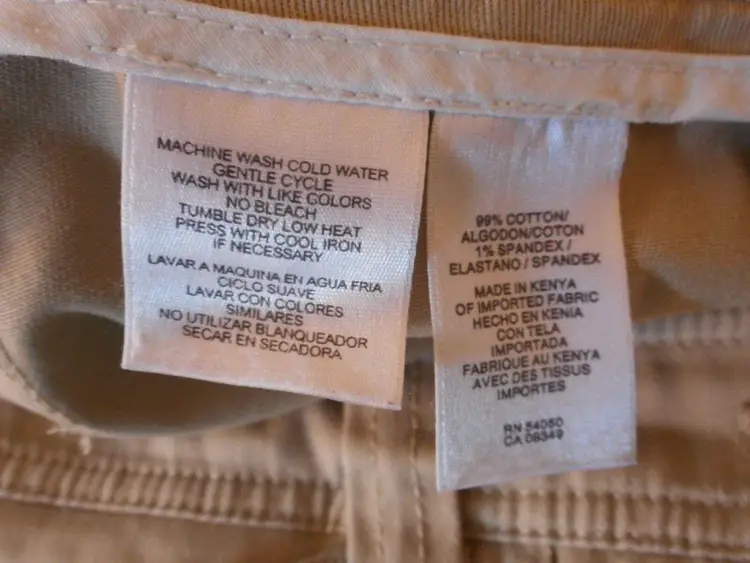 MACHINE WASH COLD WATER
GENTLE CYCLE
WASH WITH LIKE COLORS
NO BLEACH
TUMBLE DRY LOW HEAT
PRESS WITH COOL IRON
IF NECESSARY
LAVAR A MAQUINA EN AGUA FRIA
CICLO SUAVE
LAVAR CON COLORES
SIMILARES
NO UTILIZAR BLANQUEADOR
SECAR EN SECADORA
99% COTTON/
ALGODON/COTON
1% SPANDEX /
ELASTANO / SPANDEX
MADE IN KENYA
OF IMPORTED FABRIC
HECHO EN KENIA
CON TELA
IMPORTADA
FABRIQUE AU KENYA
AVEC DES TISSUS
IMPORTES
RN 54050
CA 08349